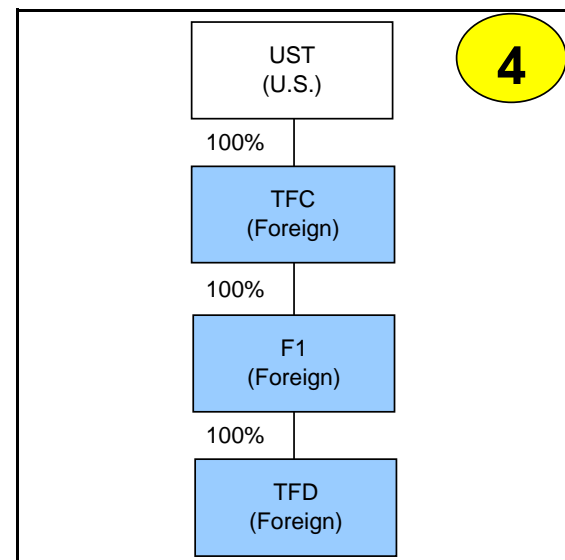 UST
(U.S.)
4
100%
TFC
(Foreign)
100%
F1
(Foreign)
100%
TFD
(Foreign)